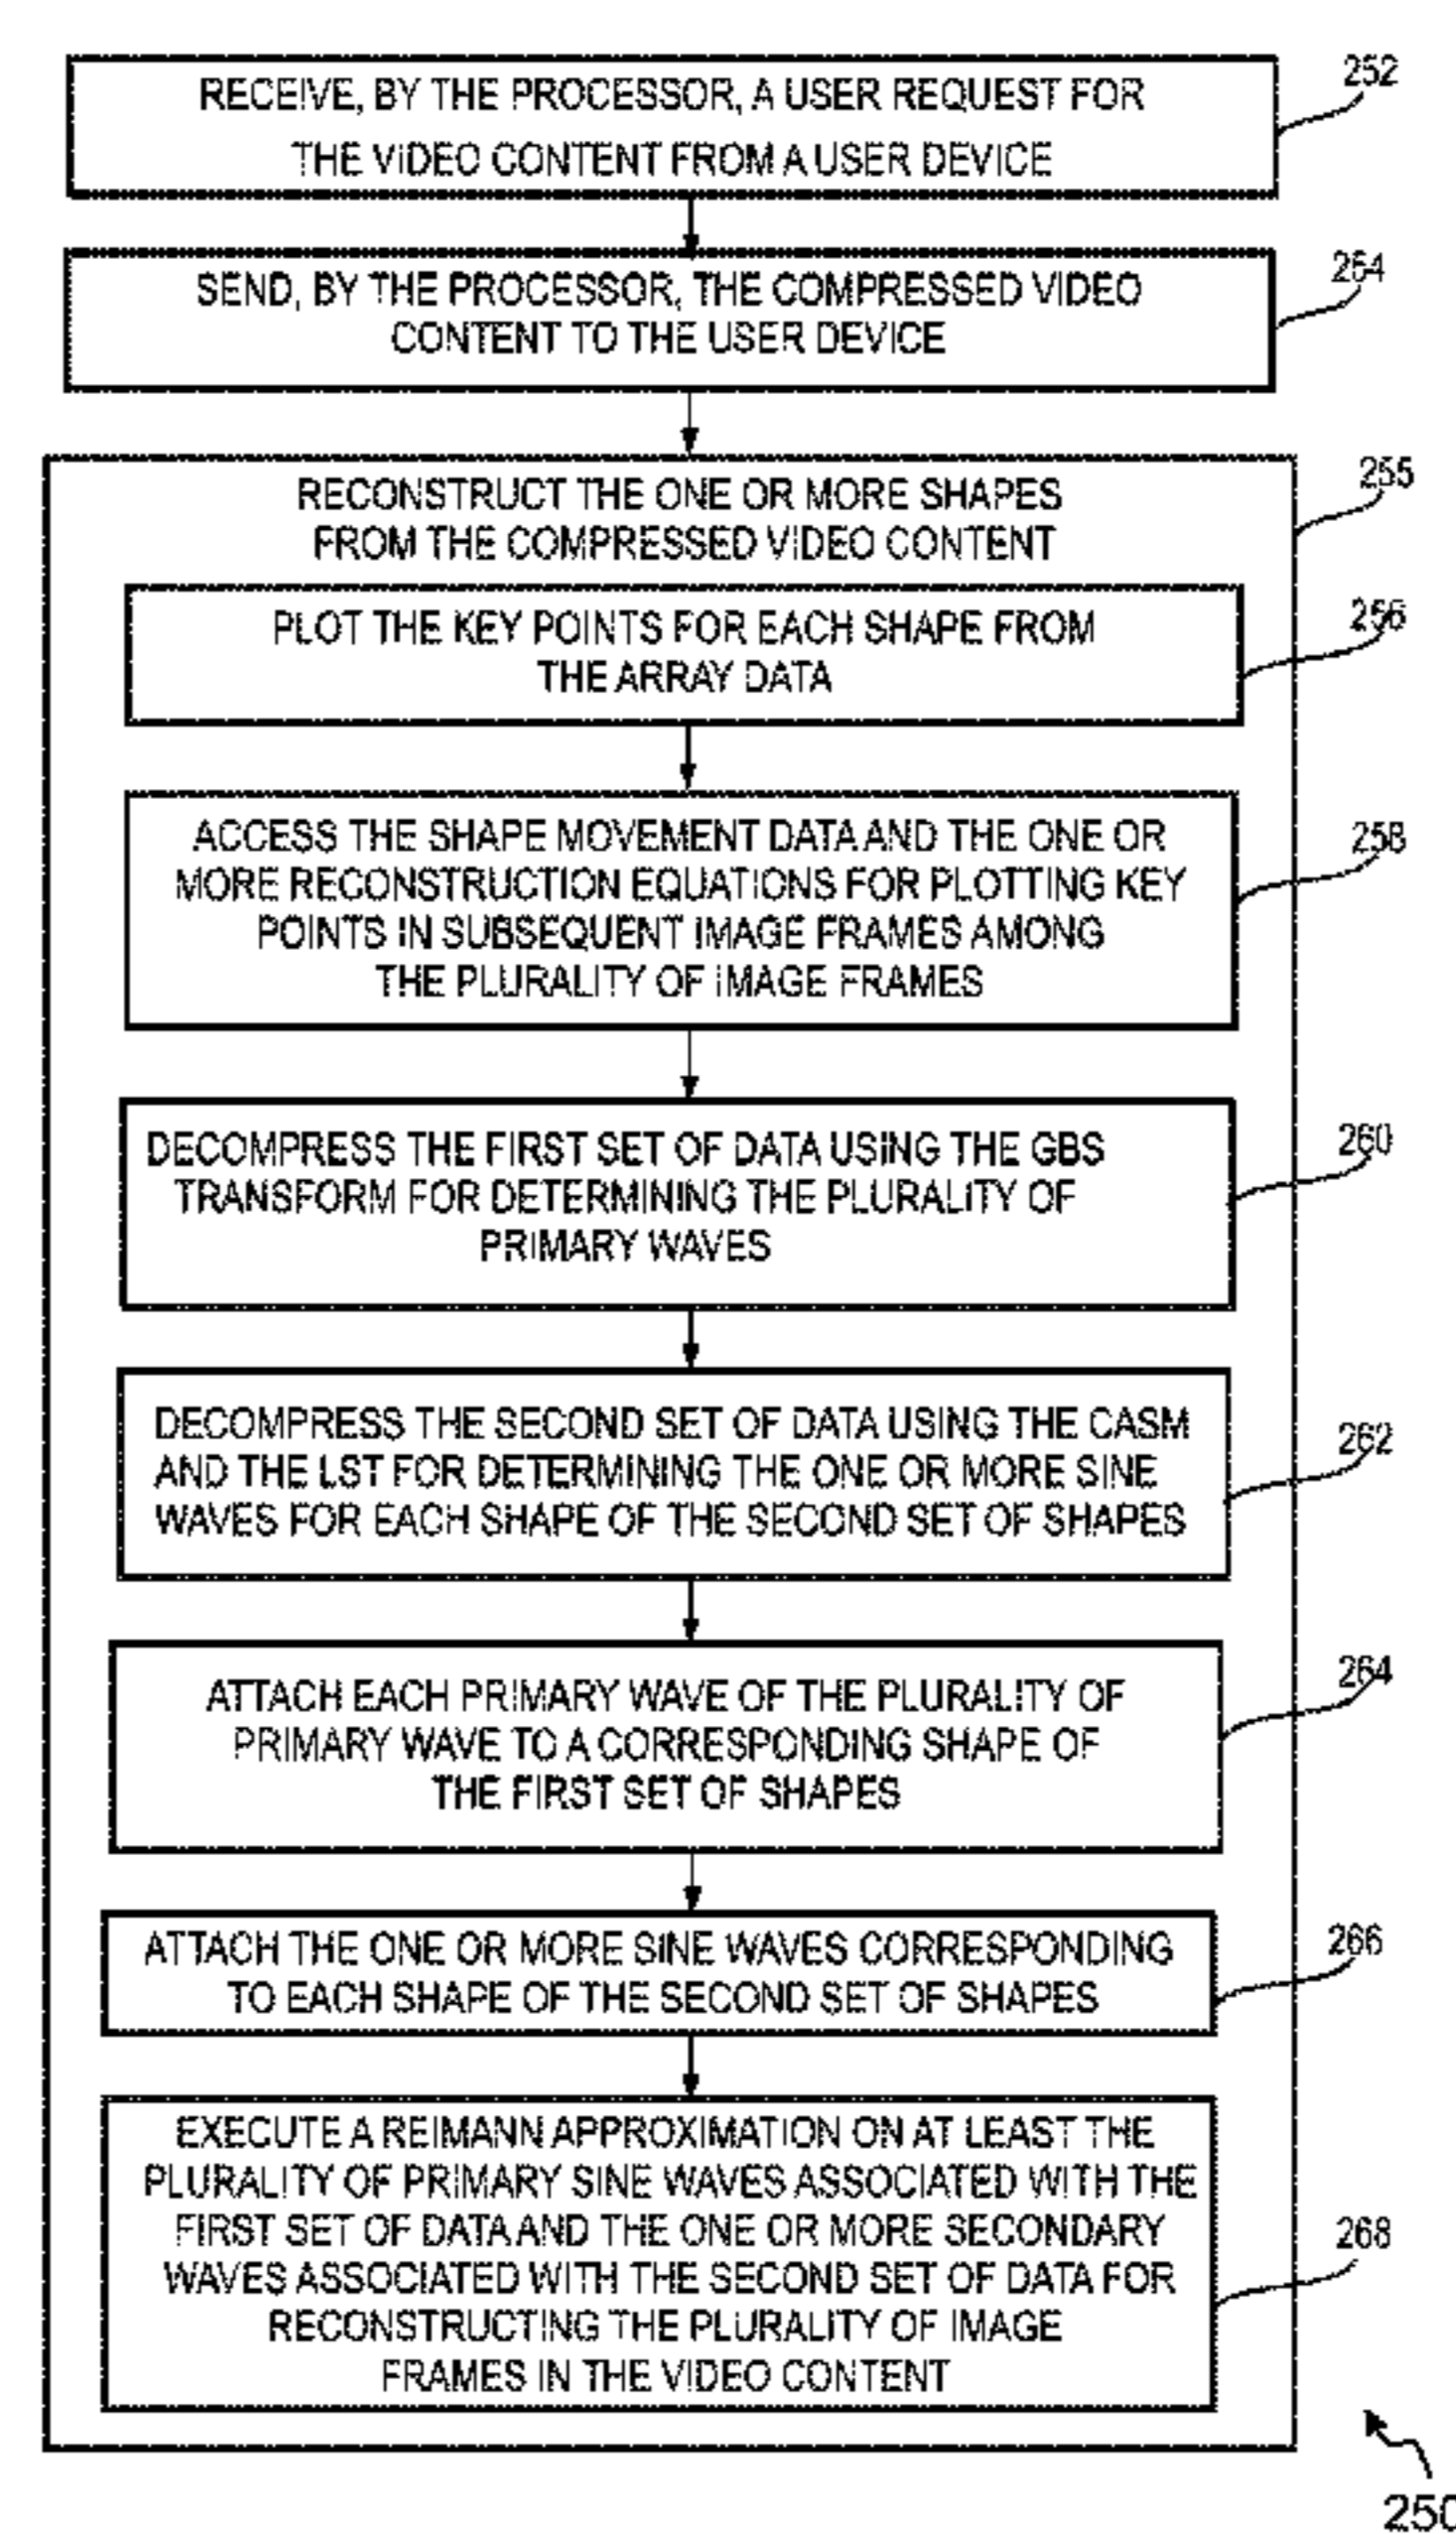 RECEIVE, BY THE PROCESSOR, A USER REQUEST FOR
THE VIDEO CONTENT FROM A USER DEVICE
252
SEND, BY THE PROCESSOR, THE COMPRESSED VIDEO
CONTENT TO THE USER DEVICE
254
RECONSTRUCT THE ONE OR MORE SHAPES
FROM THE COMPRESSED VIDEO CONTENT
255
PLOT THE KEY POINTS FOR EACH SHAPE FROM
THE ARRAY DATA
256
ACCESS THE SHAPE MOVEMENT DATA AND THE ONE OR
MORE RECONSTRUCTION EQUATIONS FOR PLOTTING KEY
POINTS IN SUBSEQUENT IMAGE FRAMES AMONG
THE PLURALITY OF IMAGE FRAMES
258
DECOMPRESS THE FIRST SET OF DATA USING THE GBS
TRANSFORM FOR DETERMINING THE PLURALITY OF
PRIMARY WAVES
260
DECOMPRESS THE SECOND SET OF DATA USING THE CASM
AND THE LST FOR DETERMINING THE ONE OR MORE SINE
WAVES FOR EACH SHAPE OF THE SECOND SET OF SHAPES
262
ATTACH EACH PRIMARY WAVE OF THE PLURALITY OF
PRIMARY WAVE TO A CORRESPONDING SHAPE OF
THE FIRST SET OF SHAPES
264
ATTACH THE ONE OR MORE SINE WAVES CORRESPONDING
TO EACH SHAPE OF THE SECOND SET OF SHAPES
266
EXECUTE A REIMANN APPROXIMATION ON AT LEAST THE
PLURALITY OF PRIMARY SINE WAVES ASSOCIATED WITH THE
FIRST SET OF DATA AND THE ONE OR MORE SECONDARY
WAVES ASSOCIATED WITH THE SECOND SET OF DATA FOR
RECONSTRUCTING THE PLURALITY OF IMAGE
FRAMES IN THE VIDEO CONTENT
268
250